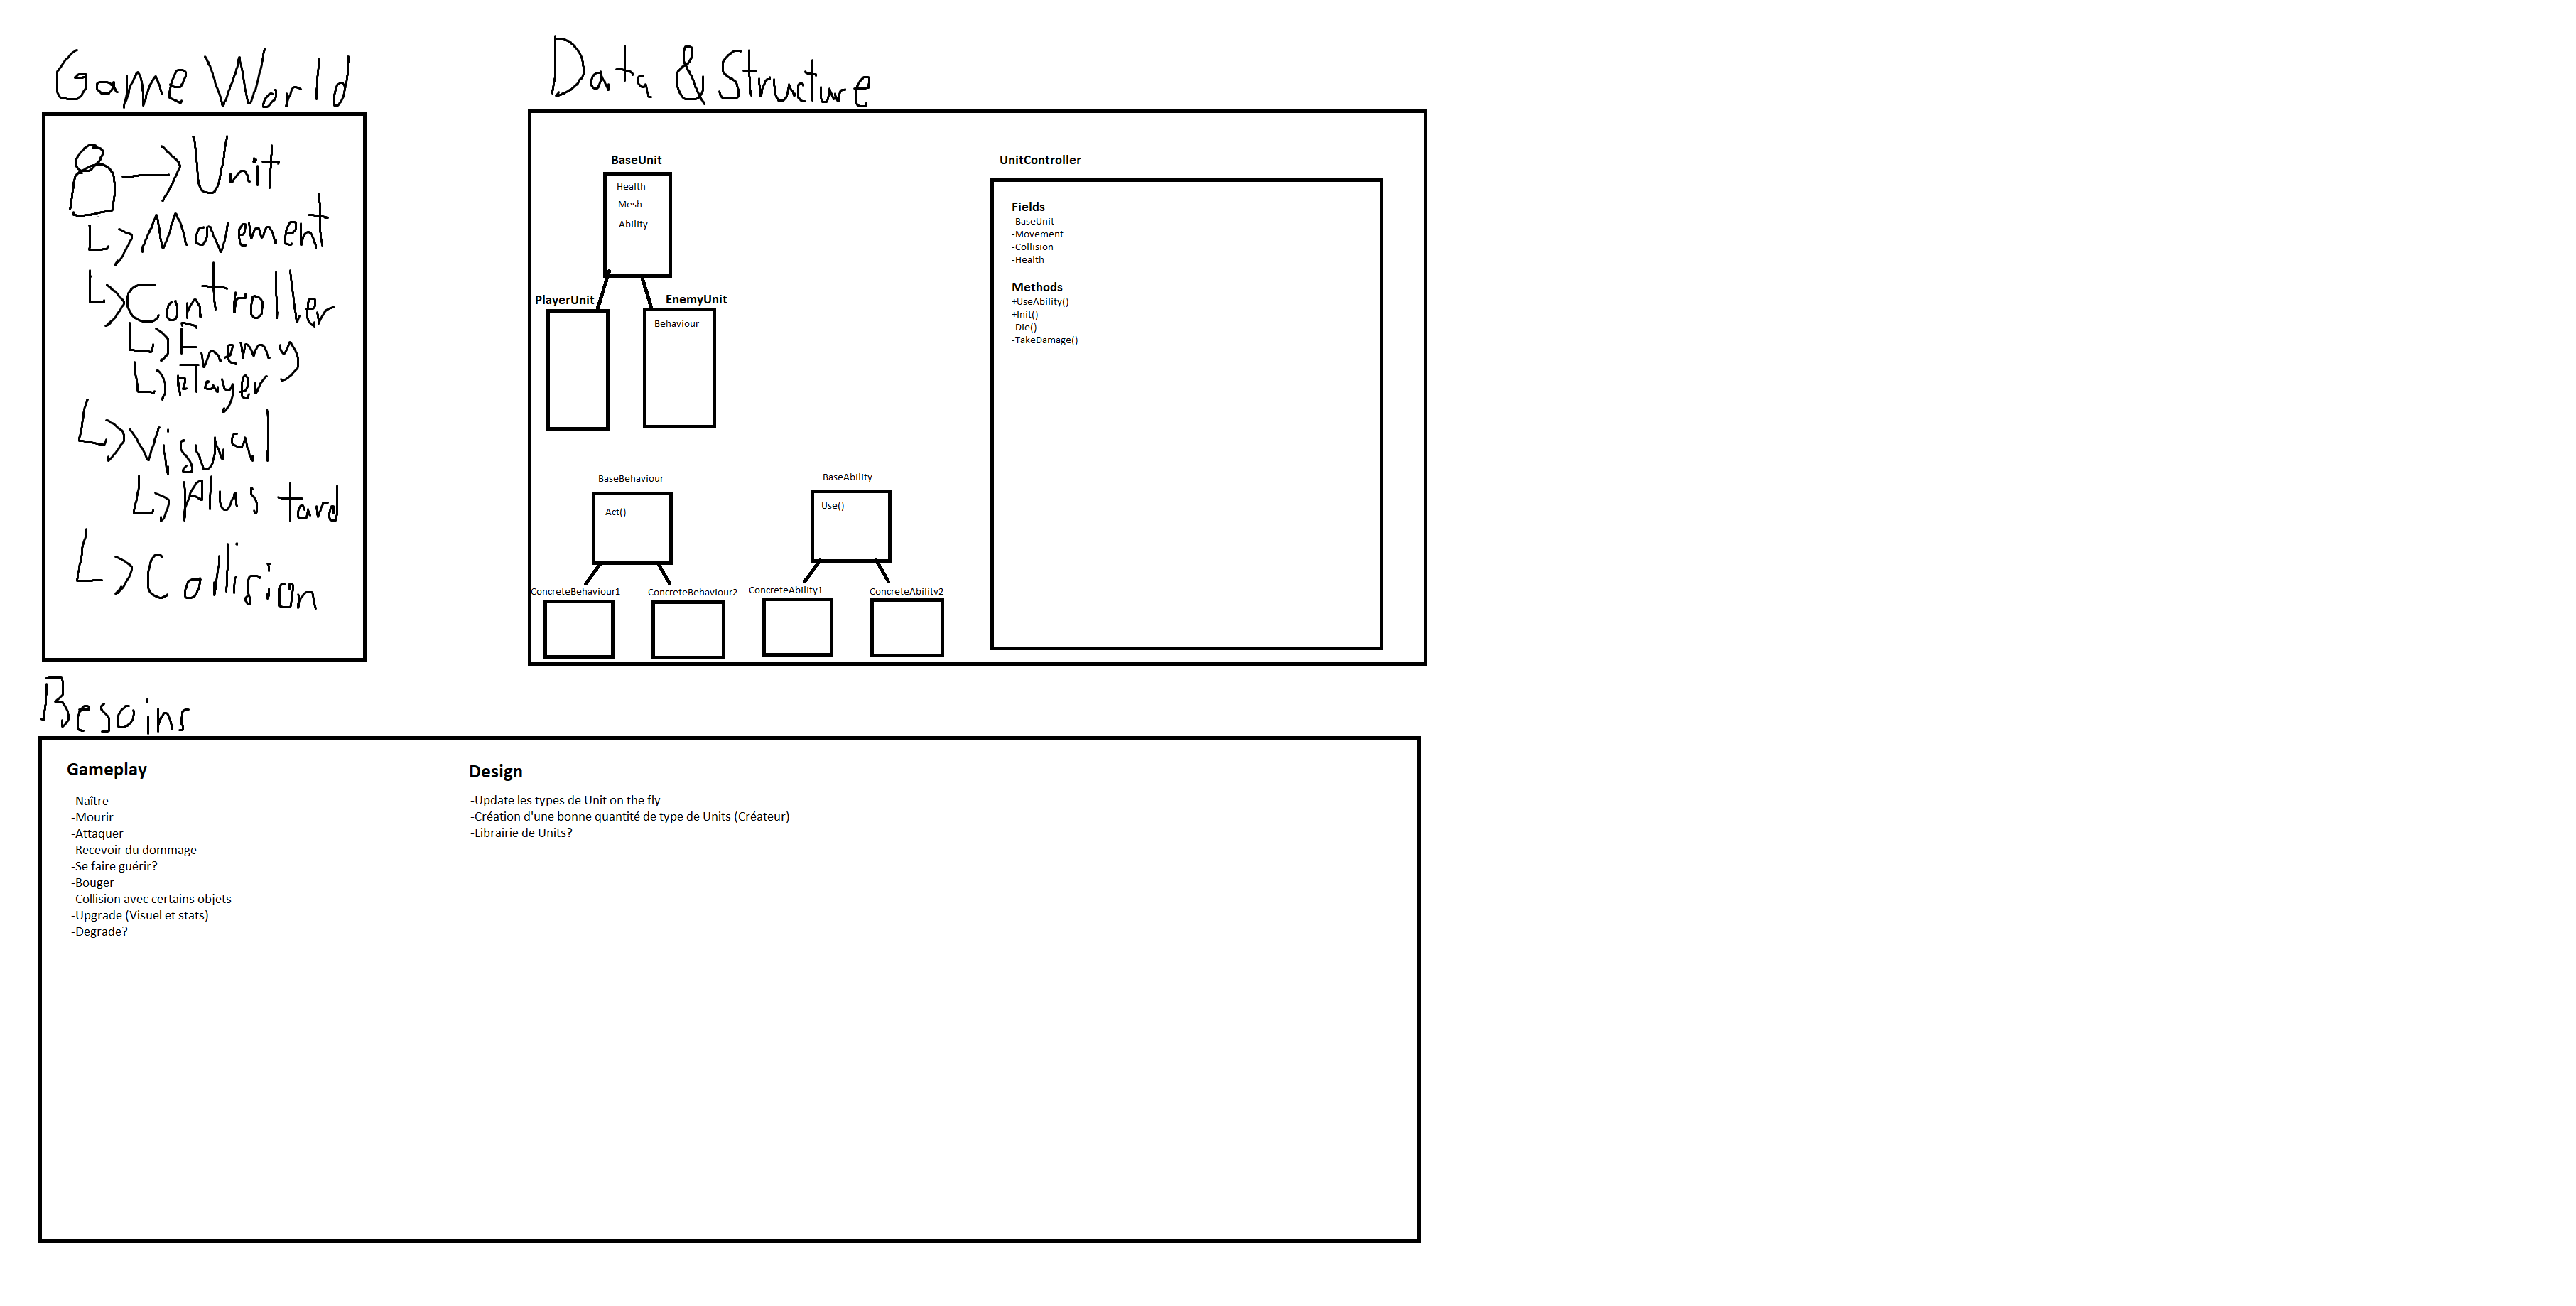 Game World
Unit
Movement
Controller
Enemy
Player
Visual
Plus tard
Collision
Data & Structure
BaseUnit
Health
Mesh
Ability
PlayerUnit
EnemyUnit
Behaviour
BaseBehaviour
Act()
ConcreteBehaviour1
ConcreteBehaviour2
BaseAbility
Use()
ConcreteAbility1
ConcreteAbility2
UnitController
Fields
-BaseUnit
-Movement
-Collision
-Health
Methods
+UseAbility()
+Init()
-Die()
-TakeDamage()
Besoins
Gameplay
-Naître
-Mourir
-Attaquer
-Recevoir du dommage
-Se faire guérir?
-Bouger
-Collision avec certains objets
-Upgrade (Visuel et stats)
-Degrade?
Design
-Update les types de Unit on the fly
-Création d'une bonne quantité de type de Units (Créateur)
-Librairie de Units?